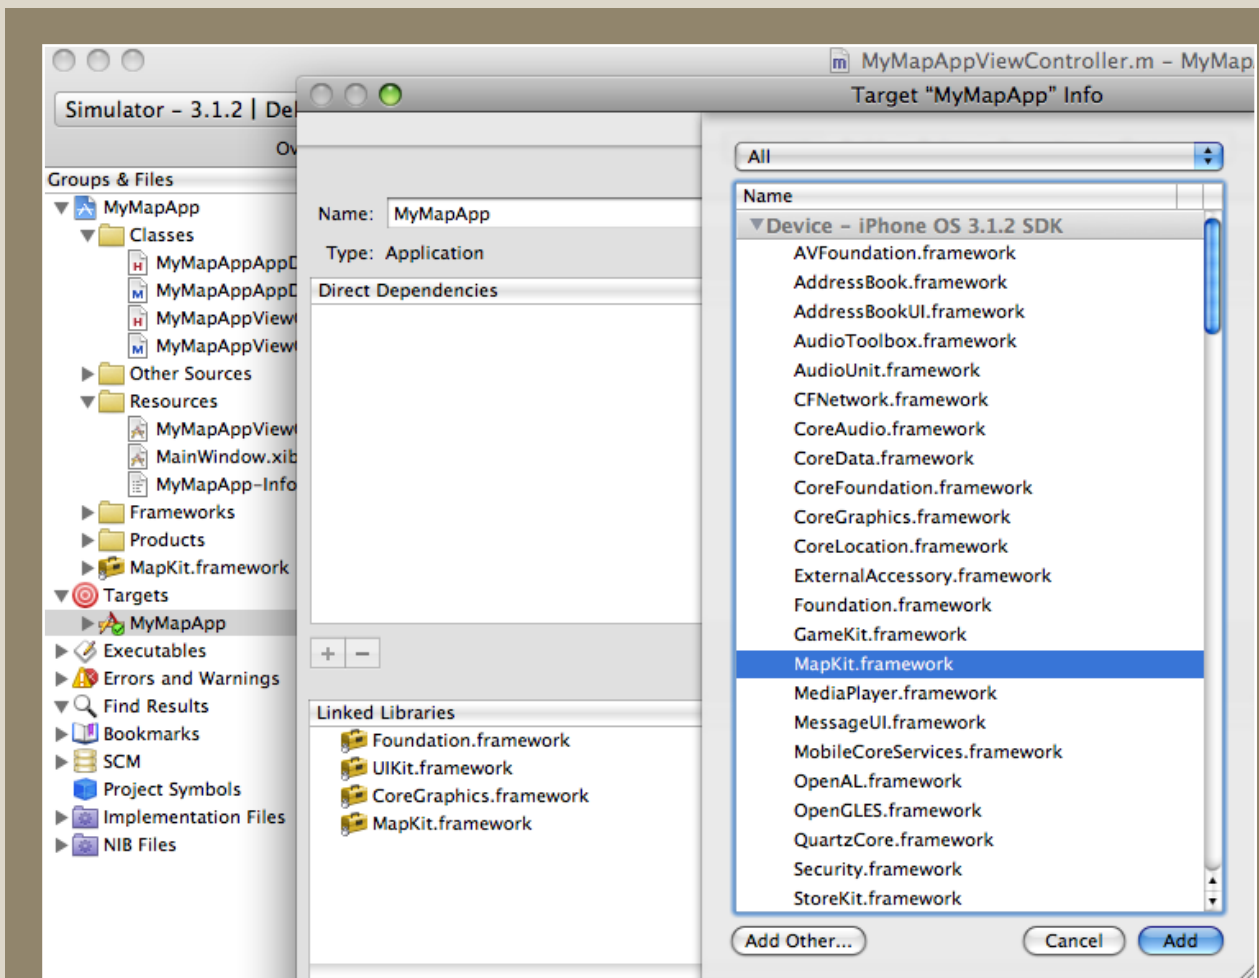 MyMapAppViewController.m – MyMap
Simulator – 3.1.2 | Del
Ov
Groups & Files
MyMapApp
Classes
MyMapAppAppD
MyMapAppAppD
MyMapAppView
MyMapAppView
Other Sources
Resources
MyMapAppView
MainWindow.xib
MyMapApp-Info
Frameworks
Products
MapKit.framework
Targets
MyMapApp
Executables
Errors and Warnings
Find Results
Bookmarks
SCM
Project Symbols
Implementation Files
NIB Files
Target “MyMapApp” Info
Name: MyMapApp
Type: Application
Direct Dependencies
+ −
Linked Libraries
Foundation.framework
UIKit.framework
CoreGraphics.framework
MapKit.framework
All
Name
Device – iPhone OS 3.1.2 SDK
AVFoundation.framework
AddressBook.framework
AddressBookUI.framework
AudioToolbox.framework
AudioUnit.framework
CFNetwork.framework
CoreAudio.framework
CoreData.framework
CoreFoundation.framework
CoreGraphics.framework
CoreLocation.framework
ExternalAccessory.framework
Foundation.framework
GameKit.framework
MapKit.framework
MediaPlayer.framework
MessageUI.framework
MobileCoreServices.framework
OpenAL.framework
OpenGLES.framework
QuartzCore.framework
Security.framework
StoreKit.framework
Add Other... Cancel Add